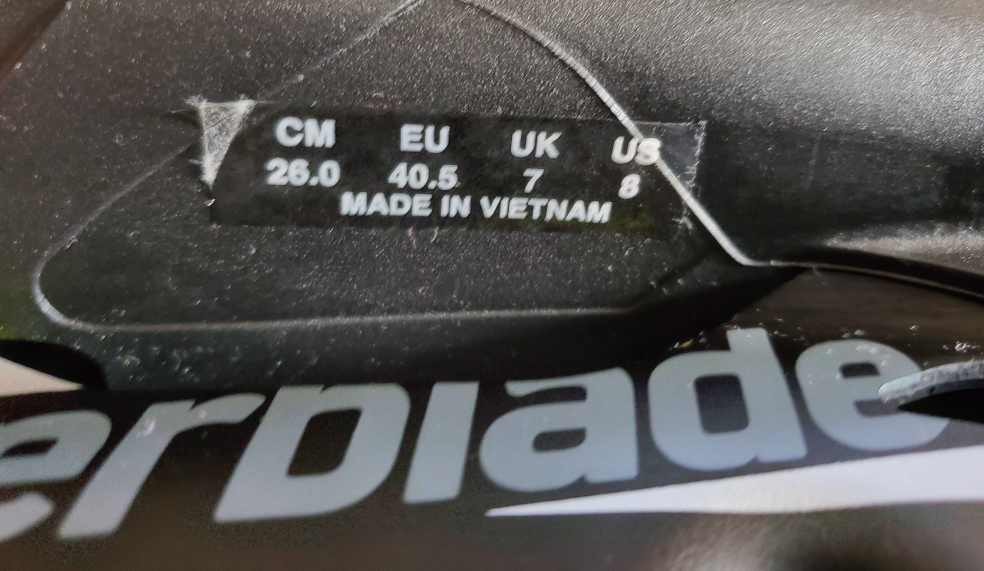 CM EU UK US
26.0 40.5 7 8
MADE IN VIETNAM
erblade